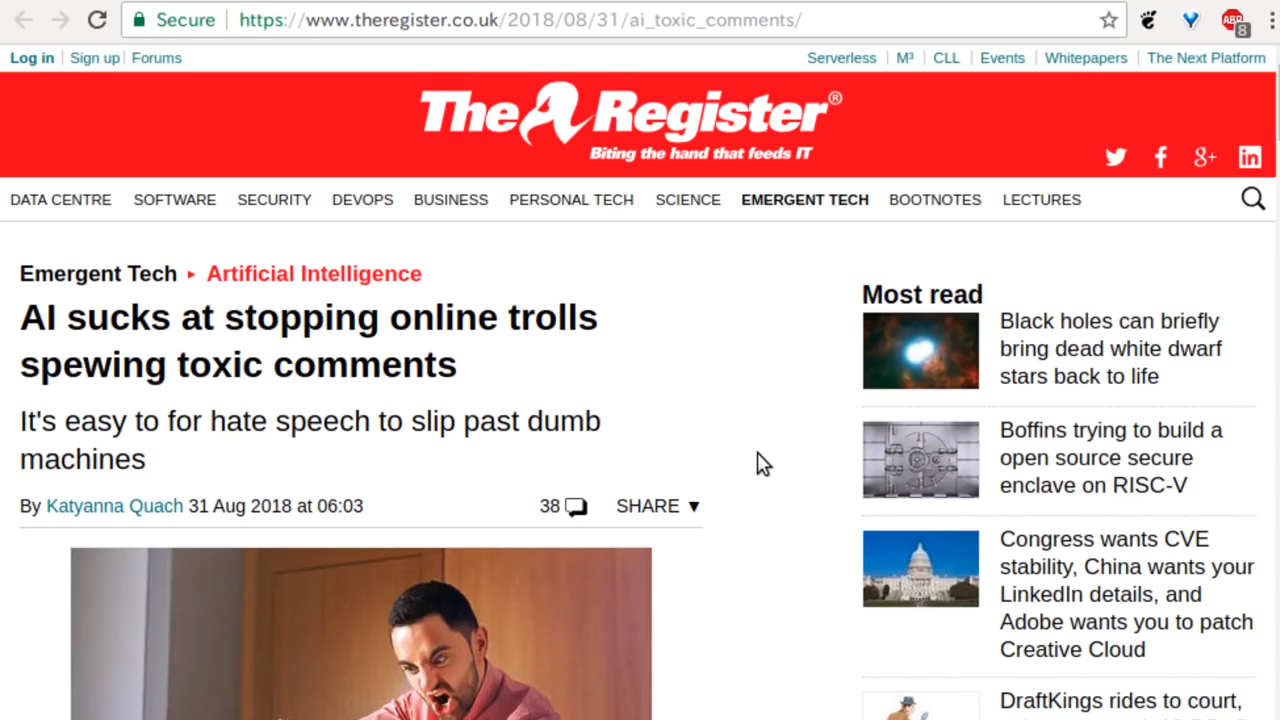 Secure https://www.theregister.co.uk/2018/08/31/ai_toxic_comments/
ABP
8
Log in Sign up Forums Serverless M³ CLL Events Whitepapers The Next Platform
The Register®
Biting the hand that feeds IT
DATA CENTRE SOFTWARE SECURITY DEVOPS BUSINESS PERSONAL TECH SCIENCE EMERGENT TECH BOOTNOTES LECTURES
Emergent Tech ▸ Artificial Intelligence
AI sucks at stopping online trolls
spewing toxic comments
It's easy to for hate speech to slip past dumb
machines
By Katyanna Quach 31 Aug 2018 at 06:03 38 SHARE ▼
Most read
Black holes can briefly
bring dead white dwarf
stars back to life
Boffins trying to build a
open source secure
enclave on RISC-V
Congress wants CVE
stability, China wants your
LinkedIn details, and
Adobe wants you to patch
Creative Cloud
DraftKings rides to court,